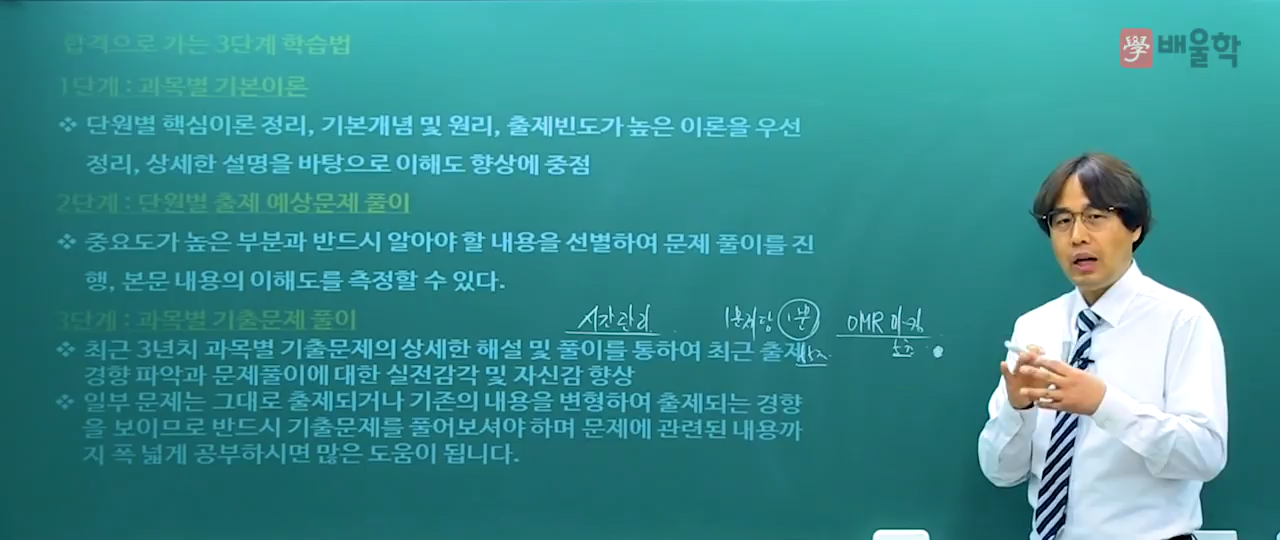 합격으로 가는 3단계 학습법
學 배울학
1단계 : 과목별 기본이론
❖ 단원별 핵심이론 정리, 기본개념 및 원리, 출제빈도가 높은 이론을 우선
정리, 상세한 설명을 바탕으로 이해도 향상에 중점
2단계 : 단원별 출제 예상문제 풀이
❖ 중요도가 높은 부분과 반드시 알아야 할 내용을 선별하여 문제 풀이를 진
행, 본문 내용의 이해도를 측정할 수 있다.
시간관리 1문제당 1분 OMR 마킹
3단계 : 과목별 기출문제 풀이
❖ 최근 3년치 과목별 기출문제의 상세한 해설 및 풀이를 통하여 최근 출제
경향 파악과 문제풀이에 대한 실전감각 및 자신감 향상
❖ 일부 문제는 그대로 출제되거나 기존의 내용을 변형하여 출제되는 경향
을 보이므로 반드시 기출문제를 풀어보셔야 하며 문제에 관련된 내용까
지 폭 넓게 공부하시면 많은 도움이 됩니다.